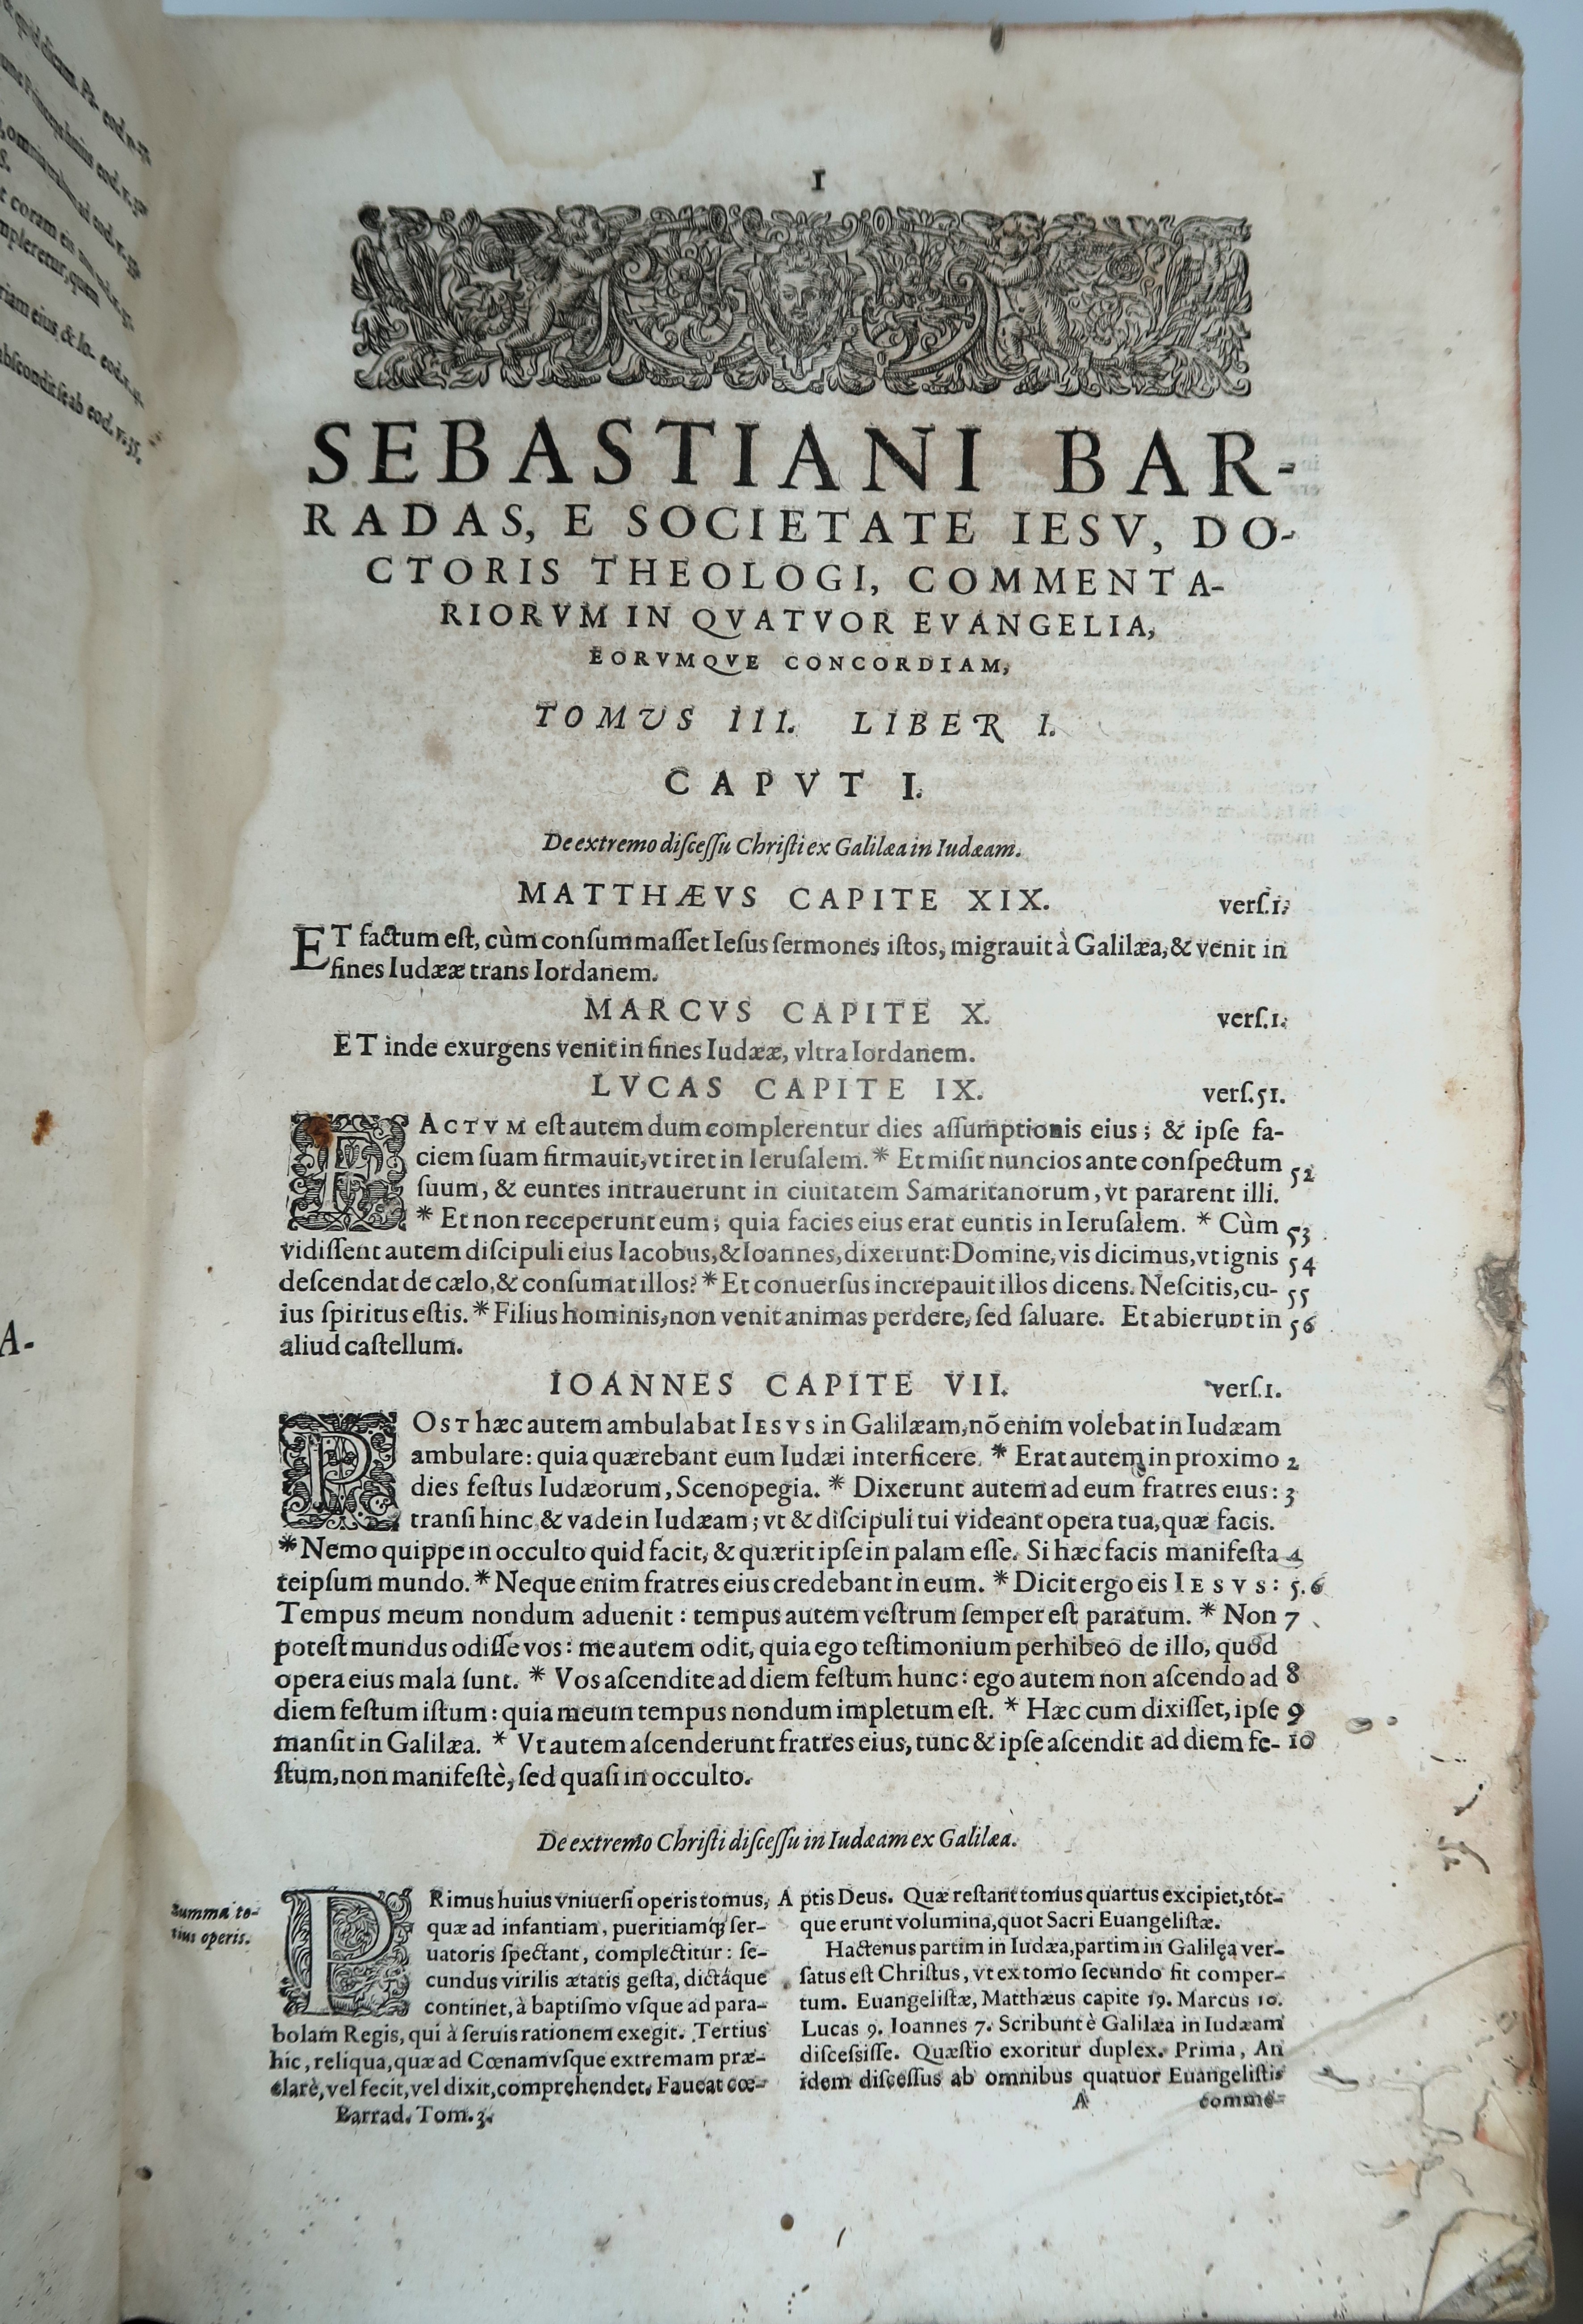 1
SEBASTIANI BAR-
RADAS, E SOCIETATE IESV, DO-
CTORIS THEOLOGI, COMMENTA-
RIORVM IN QVATVOR EVANGELIA,
EORVMQVE CONCORDIAM,
TOMUS III. LIBER I.
CAPVT I.
De extremo diſceſſu Chriſti ex Galilæa in Iudæam.
MATTHÆVS CAPITE XIX. verſ.1.
ET factum eſt, cùm conſummaſſet Ieſus ſermones iſtos, migrauit à Galilæa, & venit in
fines Iudææ trans Iordanem.
MARCVS CAPITE X. verſ.1.
ET inde exurgens venit in fines Iudææ, vltra Iordanem.
LVCAS CAPITE IX. verſ.51.
FACTVM eſt autem dum complerentur dies aſſumptionis eius; & ipſe fa-
ciem ſuam firmauit, vt iret in Ieruſalem. * Et miſit nuncios ante conſpectum 52
ſuum, & euntes intrauerunt in ciuitatem Samaritanorum, vt pararent illi.
* Et non receperunt eum; quia facies eius erat euntis in Ieruſalem. * Cùm 53
vidiſſent autem diſcipuli eius Iacobus, & Ioannes, dixerunt: Domine, vis dicimus, vt ignis 54
deſcendat de cælo, & conſumat illos? * Et conuerſus increpauit illos dicens. Neſcitis, cu- 55
ius ſpiritus eſtis. * Filius hominis, non venit animas perdere, ſed ſaluare. Et abierunt in 56
aliud caſtellum.
IOANNES CAPITE VII. verſ.1.
POST hæc autem ambulabat IESVS in Galilæam, nõ enim volebat in Iudæam
ambulare: quia quærebant eum Iudæi interficere. * Erat autem in proximo 2
dies feſtus Iudæorum, Scenopegia. * Dixerunt autem ad eum fratres eius: 3
tranſi hinc & vade in Iudæam; vt & diſcipuli tui videant opera tua, quæ facis.
* Nemo quippe in occulto quid facit, & quærit ipſe in palam eſſe. Si hæc facis manifeſta 4
teipſum mundo. * Neque enim fratres eius credebant in eum. * Dicit ergo eis IESVS: 5.6
Tempus meum nondum aduenit: tempus autem veſtrum ſemper eſt paratum. * Non 7
poteſt mundus odiſſe vos: me autem odit, quia ego teſtimonium perhibeo de illo, quod
opera eius mala ſunt. * Vos aſcendite ad diem feſtum hunc: ego autem non aſcendo ad 8
diem feſtum iſtum: quia meum tempus nondum impletum eſt. * Hæc cum dixiſſet, ipſe 9
manſit in Galilæa. * Vt autem aſcenderunt fratres eius, tunc & ipſe aſcendit ad diem fe- 10
ſtum, non manifeſtè, ſed quaſi in occulto.
De extremo Chriſti diſceſſu in Iudæam ex Galilæa.
Summa to-
tius operis.
PRimus huius vniuerſi operis tomus,
quæ ad infantiam, pueritiamq́; ſer-
uatoris ſpectant, complectitur: ſe-
cundus virilis ætatis geſta, dictáque
continet, à baptiſmo vſque ad para-
bolam Regis, qui à ſeruis rationem exegit. Tertius
hic, reliqua, quæ ad Cœnam vſque extremam præ-
clarè, vel fecit, vel dixit, comprehendet. Faueat cœ-
Barrad. Tom. 3.
A ptis Deus. Quæ reſtant tomus quartus excipiet, tót-
que erunt volumina, quot Sacri Euangeliſtæ.
Hactenus partim in Iudæa, partim in Galilęa ver-
ſatus eſt Chriſtus, vt ex tomo ſecundo fit comper-
tum. Euangeliſtæ, Matthæus capite 19. Marcus 10.
Lucas 9. Ioannes 7. Scribunt è Galilæa in Iudæam
diſceſsiſſe. Quæſtio exoritur duplex. Prima, An
idem diſceſſus ab omnibus quatuor Euangeliſtis
A comme-
eod. v. 35.
A-